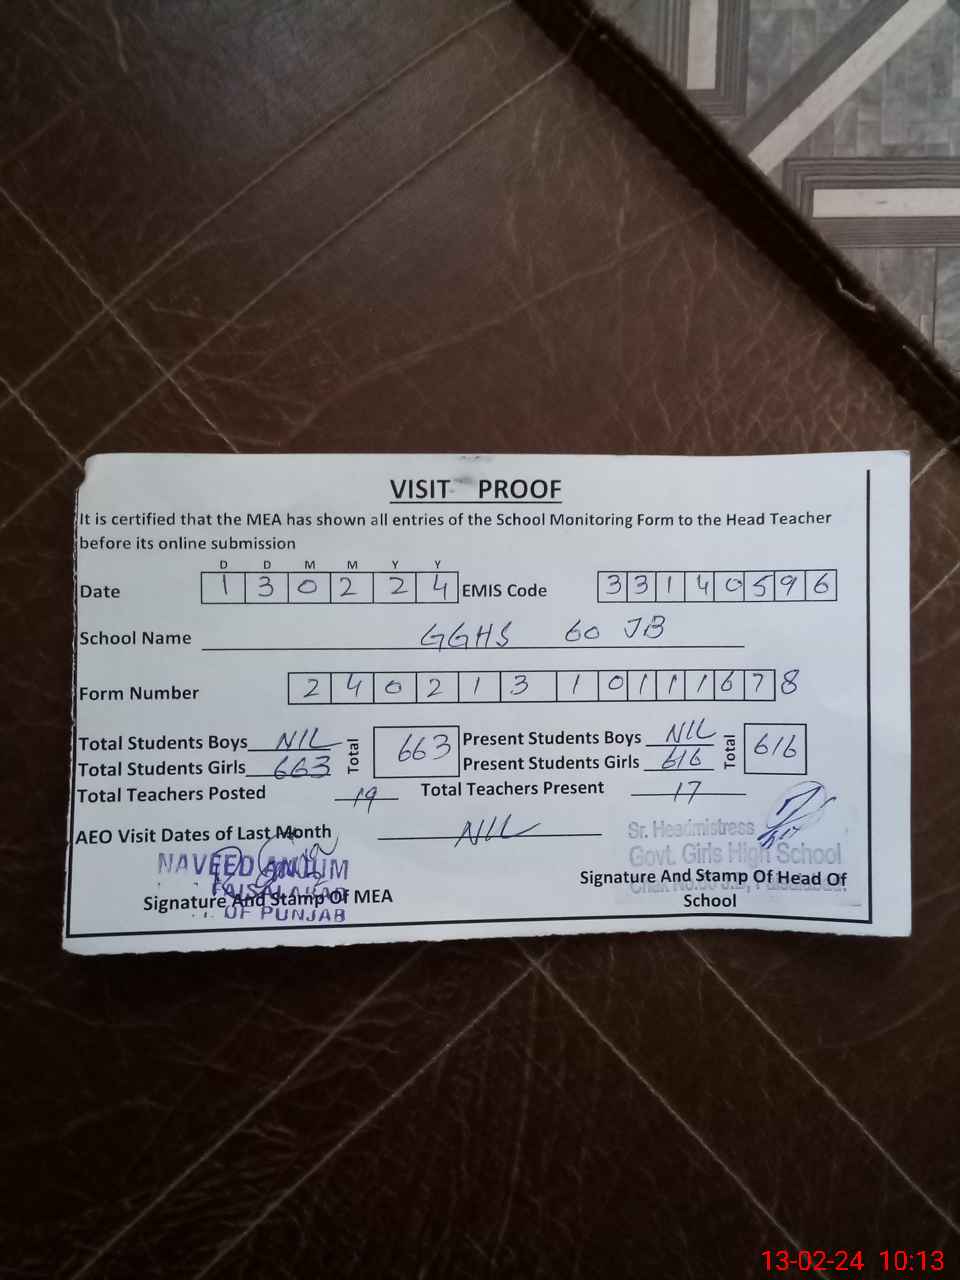 VISIT PROOF
It is certified that the MEA has shown all entries of the School Monitoring Form to the Head Teacher
before its online submission
D D M M Y Y
Date 1 3 0 2 2 4 EMIS Code 3 3 1 4 0 5 9 6
School Name GGHS 60 JB
Form Number 2 4 0 2 1 3 1 0 1 1 1 6 7 8
Total Students Boys NIL Total 663 Present Students Boys NIL Total 616
Total Students Girls 663 Present Students Girls 616
Total Teachers Posted 19 Total Teachers Present 17
AEO Visit Dates of Last Month NIL
Sr. Headmistress
Govt. Girls High School
NAVEED ANJUM
FAISALABAD
OF PUNJAB
Signature And Stamp Of MEA
Signature And Stamp Of Head Of
School
13-02-24 10:13